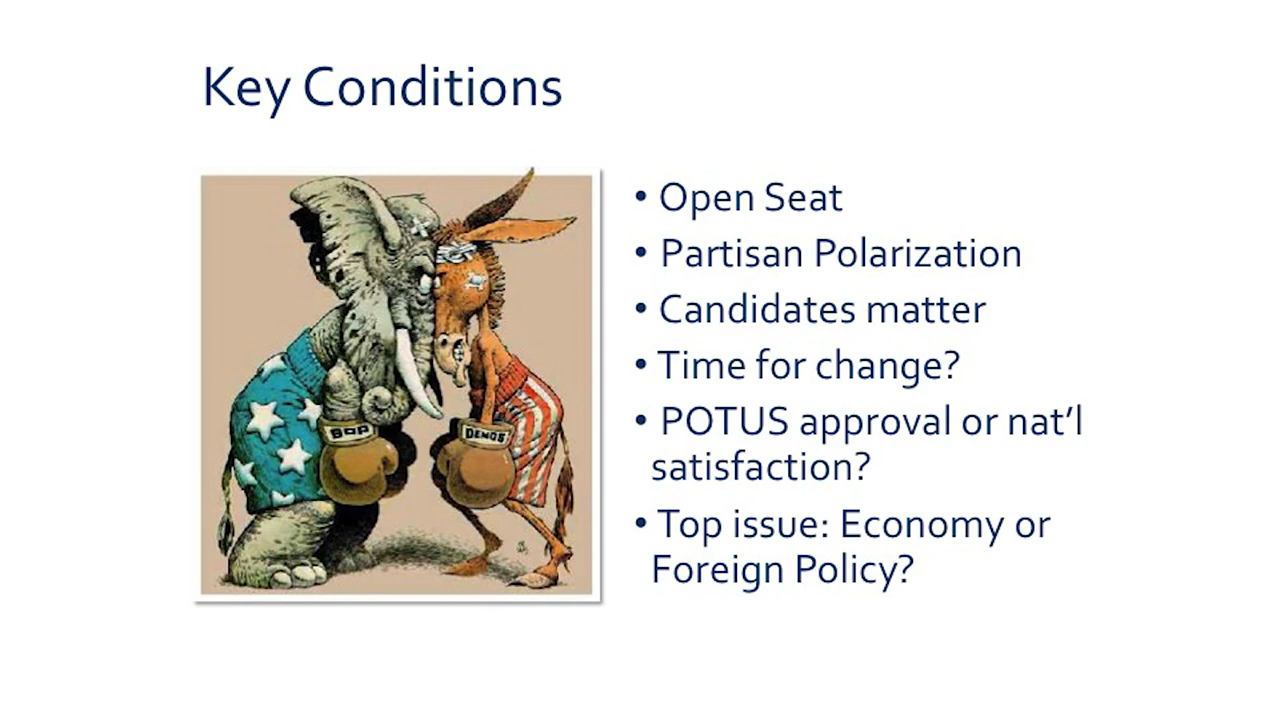 Key Conditions
• Open Seat
• Partisan Polarization
• Candidates matter
• Time for change?
• POTUS approval or nat’l
satisfaction?
• Top issue: Economy or
Foreign Policy?
GOP
DEMOS